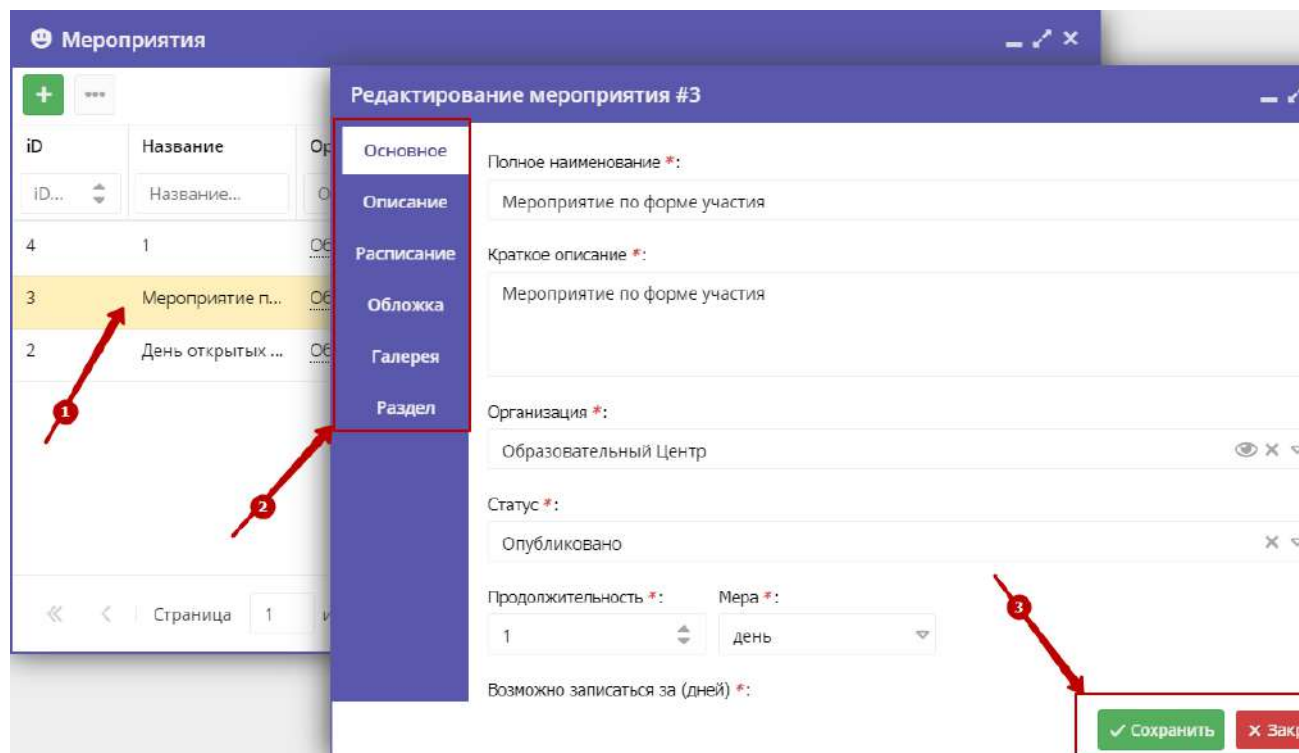 Мероприятия
Редактирование мероприятия #3
iD Название
iD... Название...
4 1
3 Мероприятие п...
2 День открытых ...
1
2
Страница 1
Основное
Описание
Расписание
Обложка
Галерея
Раздел
Полное наименование *:
Мероприятие по форме участия
Краткое описание *:
Мероприятие по форме участия
Организация *:
Образовательный Центр
Статус *:
Опубликовано
Продолжительность *: Мера *:
1 день
3
Возможно записаться за (дней) *:
Сохранить